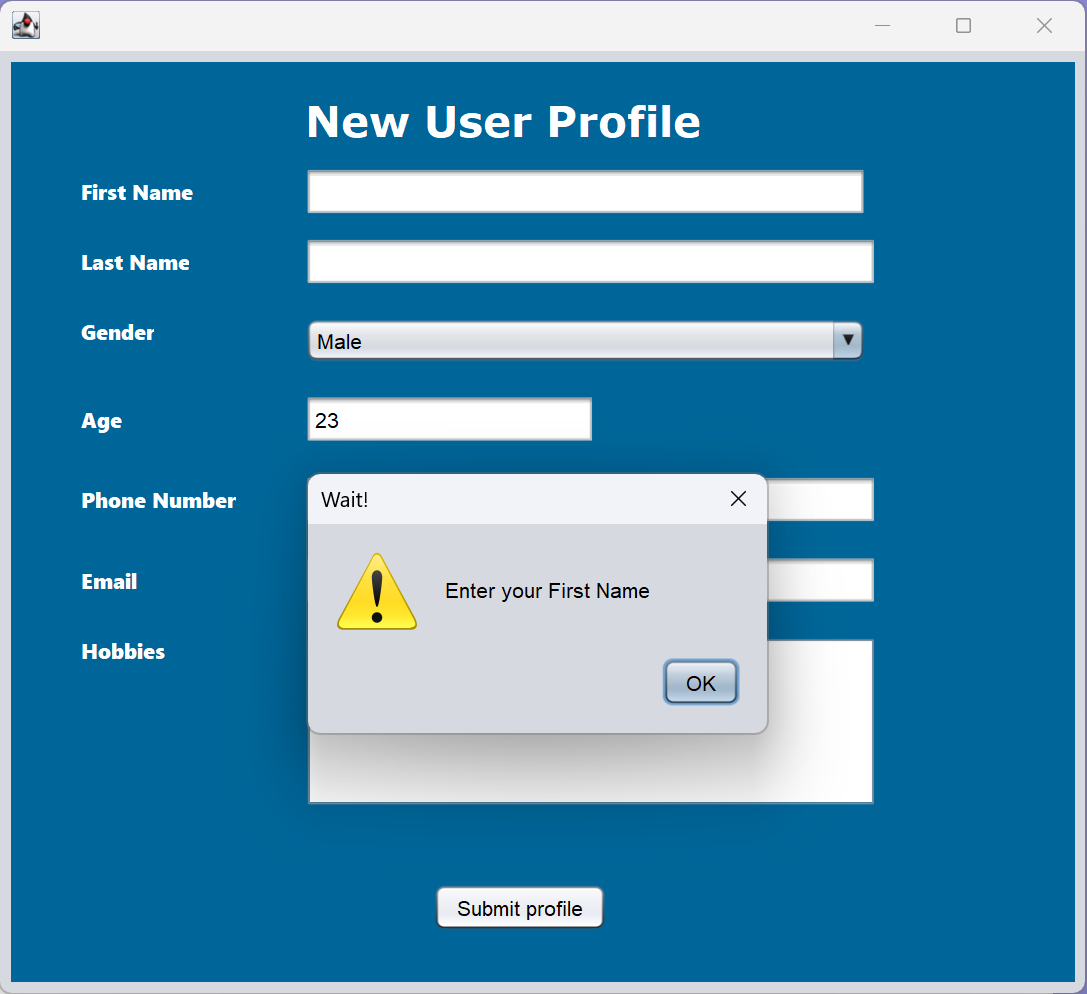 New User Profile
First Name
Last Name
Gender
Male
Age
23
Phone Number
Wait!
Email
Enter your First Name
Hobbies
OK
Submit profile